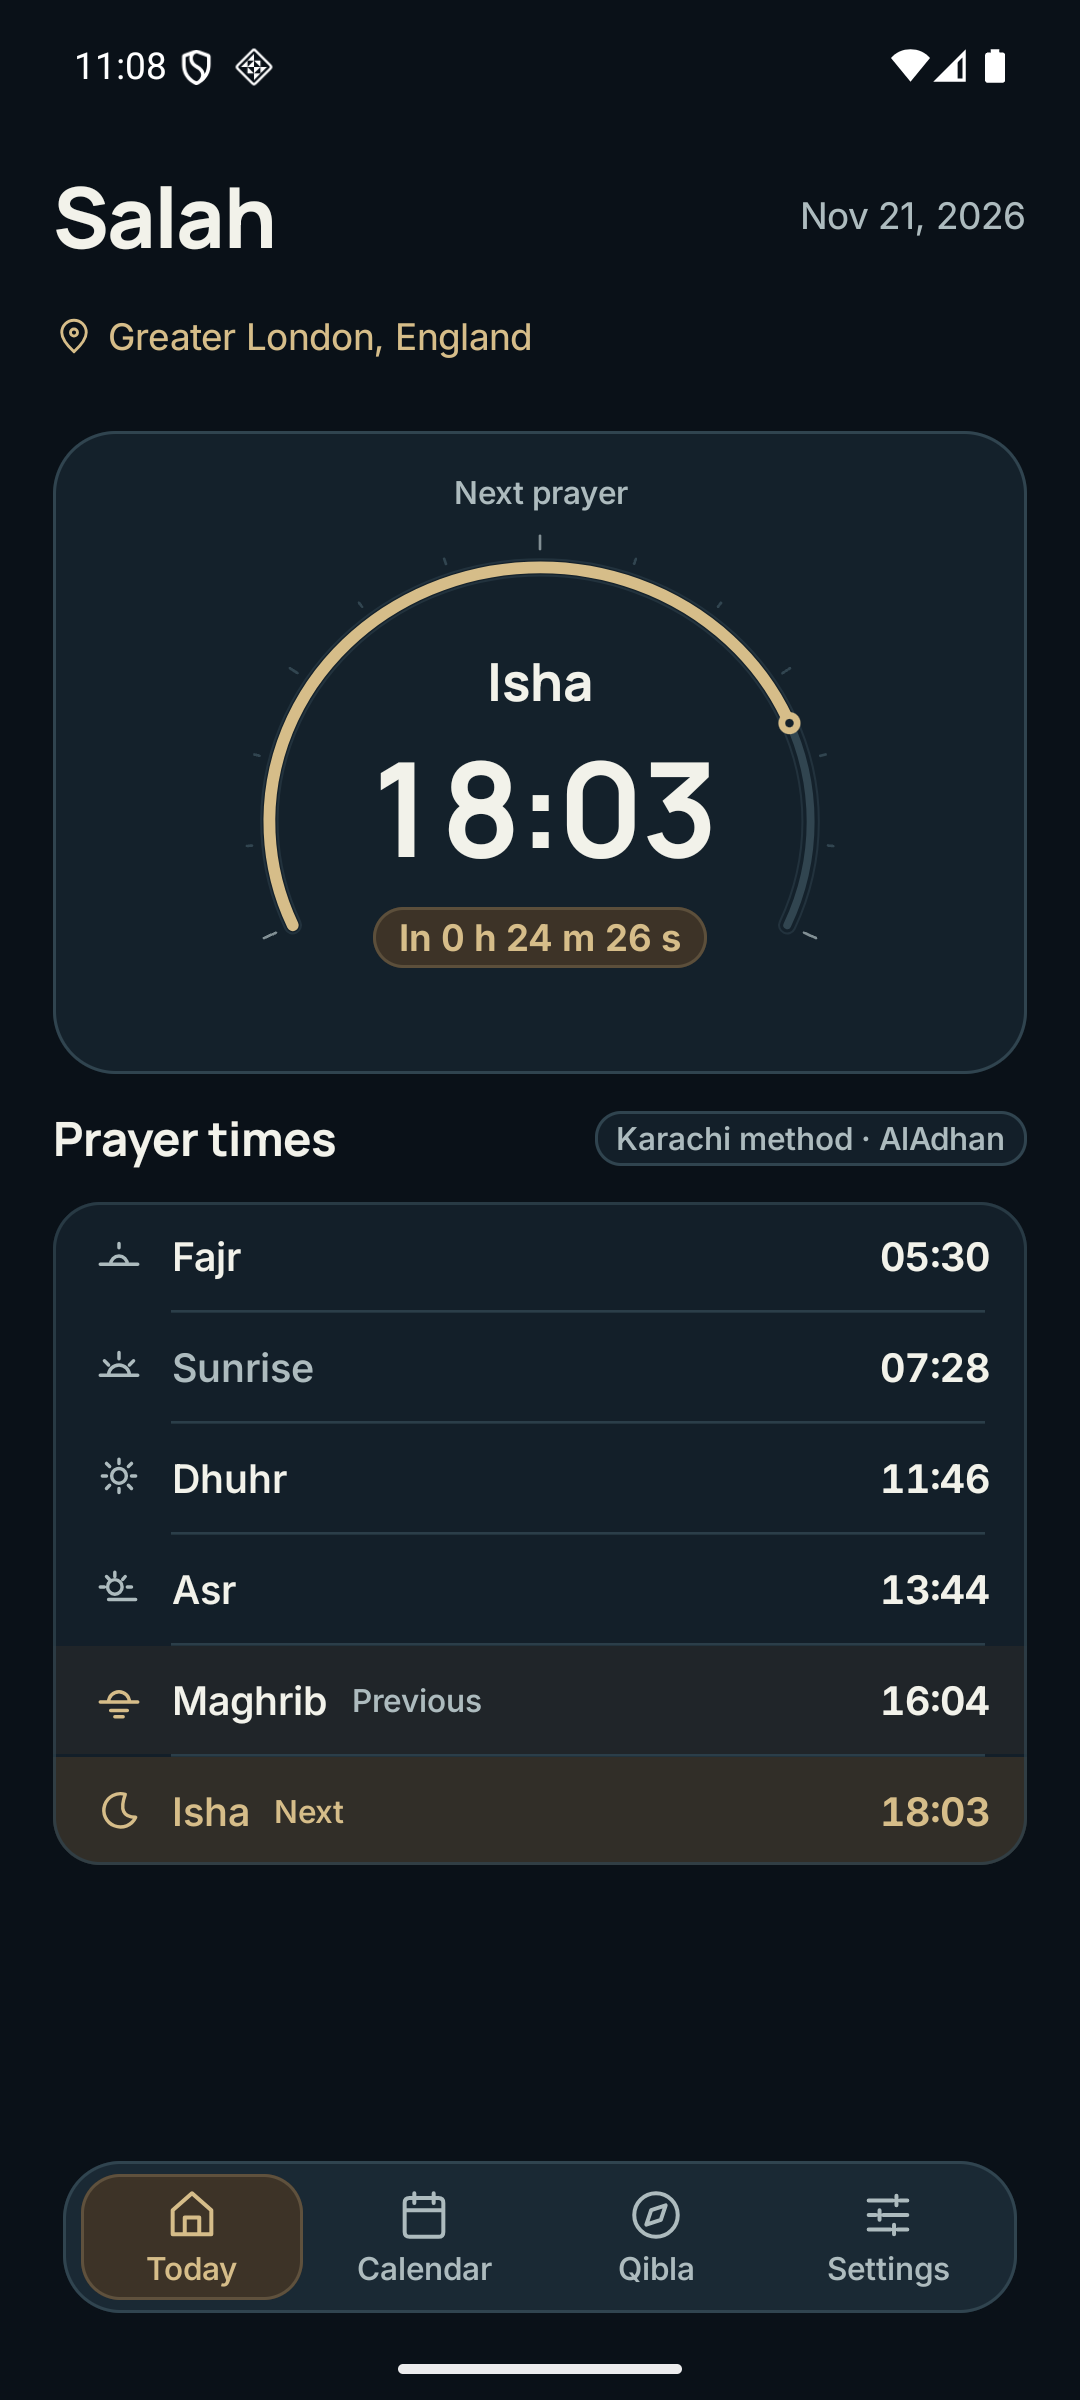 11:08
Salah
Nov 21, 2026
Greater London, England
Next prayer
Isha
18:03
In 0 h 24 m 26 s
Prayer times
Karachi method · AlAdhan
Fajr 05:30
Sunrise 07:28
Dhuhr 11:46
Asr 13:44
Maghrib Previous 16:04
Isha Next 18:03
Today Calendar Qibla Settings